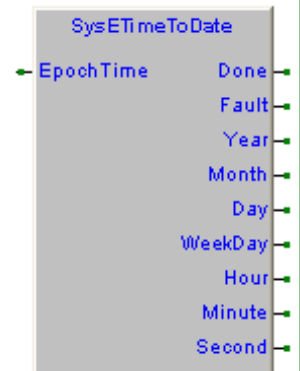 SysETimeToDate
EpochTime Done
Fault
Year
Month
Day
WeekDay
Hour
Minute
Second